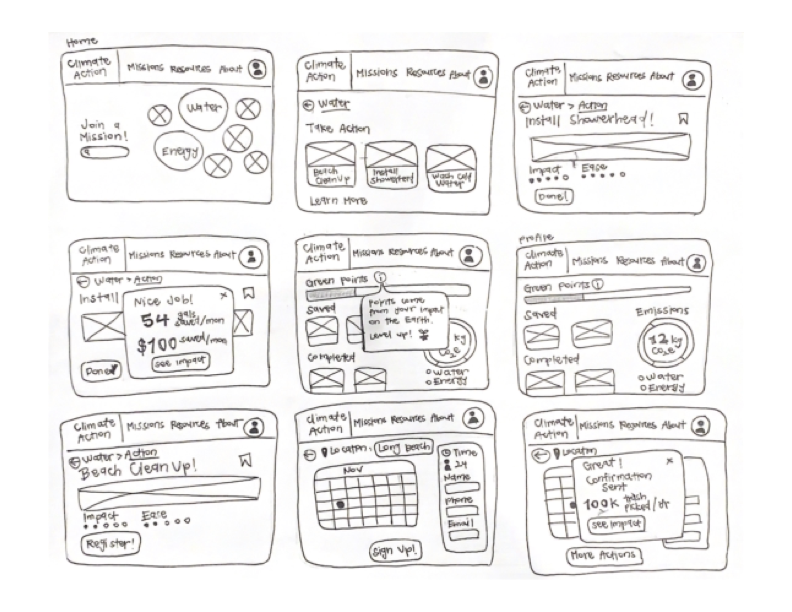 Home
Climate Action
Missions Resources About
Join a Mission!
Water
Energy
Climate Action
Missions Resources About
Water
Take Action
Beach CleanUp
Install Showerhead
Wash Cold Water
Learn More
Climate Action
Missions Resources About
Water > Action
Install Showerhead!
Impact
Ease
Done!
Climate Action
Missions Resources About
Water > Action
Install
Nice Job!
x
54 gals saved/mon
$100 saved/mon
see impact
Done
Climate Action
Missions Resources About
Green Points i
Points come
from your impact
on the Earth.
Level up!
Saved
kg
CO2e
Completed
Water
Energy
Profile
Climate Action
Missions Resources About
Green Points i
Saved
Emissions
12 kg
CO2e
Completed
Water
Energy
Climate Action
Missions Resources About
Water > Action
Beach CleanUp!
Impact
Ease
Register!
Climate Action
Missions Resources About
Location: Long Beach
Nov
Time
24
Name
Phone
Email
Sign Up!
Climate Action
Missions Resources About
Location
Great!
x
Confirmation
Sent
100K trash picked/yr
see impact
More Actions